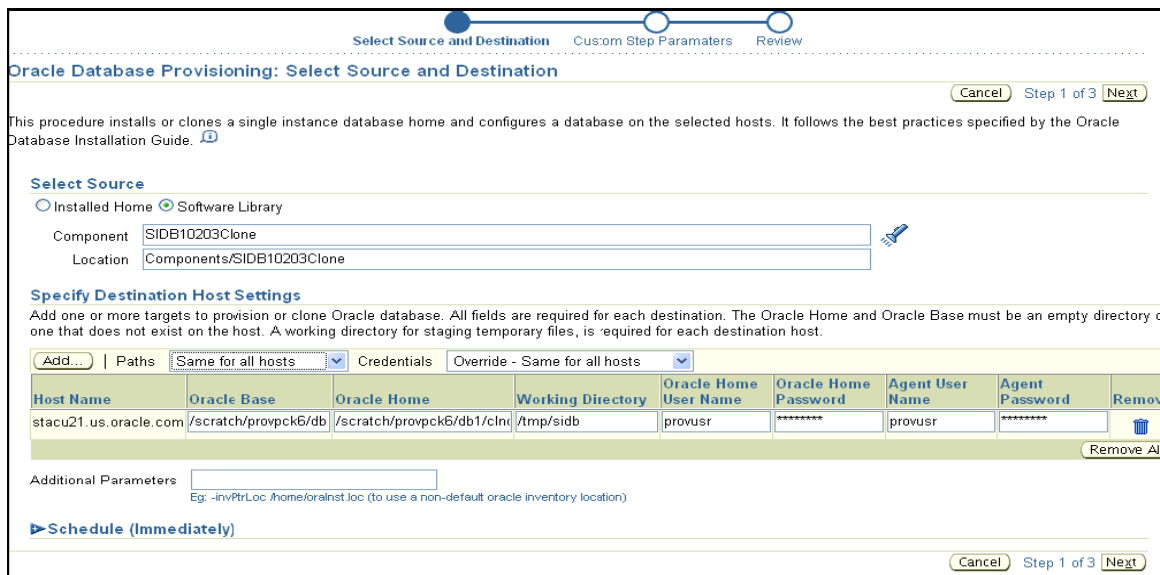 Select Source and Destination Custom Step Paramaters Review
Oracle Database Provisioning: Select Source and Destination
Cancel Step 1 of 3 Next
This procedure installs or clones a single instance database home and configures a database on the selected hosts. It follows the best practices specified by the Oracle
Database Installation Guide.
Select Source
Installed Home Software Library
Component SIDB10203Clone
Location Components/SIDB10203Clone
Specify Destination Host Settings
Add one or more targets to provision or clone Oracle database. All fields are required for each destination. The Oracle Home and Oracle Base must be an empty directory o
one that does not exist on the host. A working directory for staging temporary files, is required for each destination host.
Add... | Paths Same for all hosts Credentials Override - Same for all hosts
Oracle Home Oracle Home Agent User Agent
Host Name Oracle Base Oracle Home Working Directory User Name Password Name Password Remov
stacu21.us.oracle.com /scratch/provpck6/db /scratch/provpck6/db1/clno /tmp/sidb provusr ******** provusr ********
Remove Al
Additional Parameters
Eg: -invPtrLoc /home/oraInst.loc (to use a non-default oracle inventory location)
Schedule (Immediately)
Cancel Step 1 of 3 Next